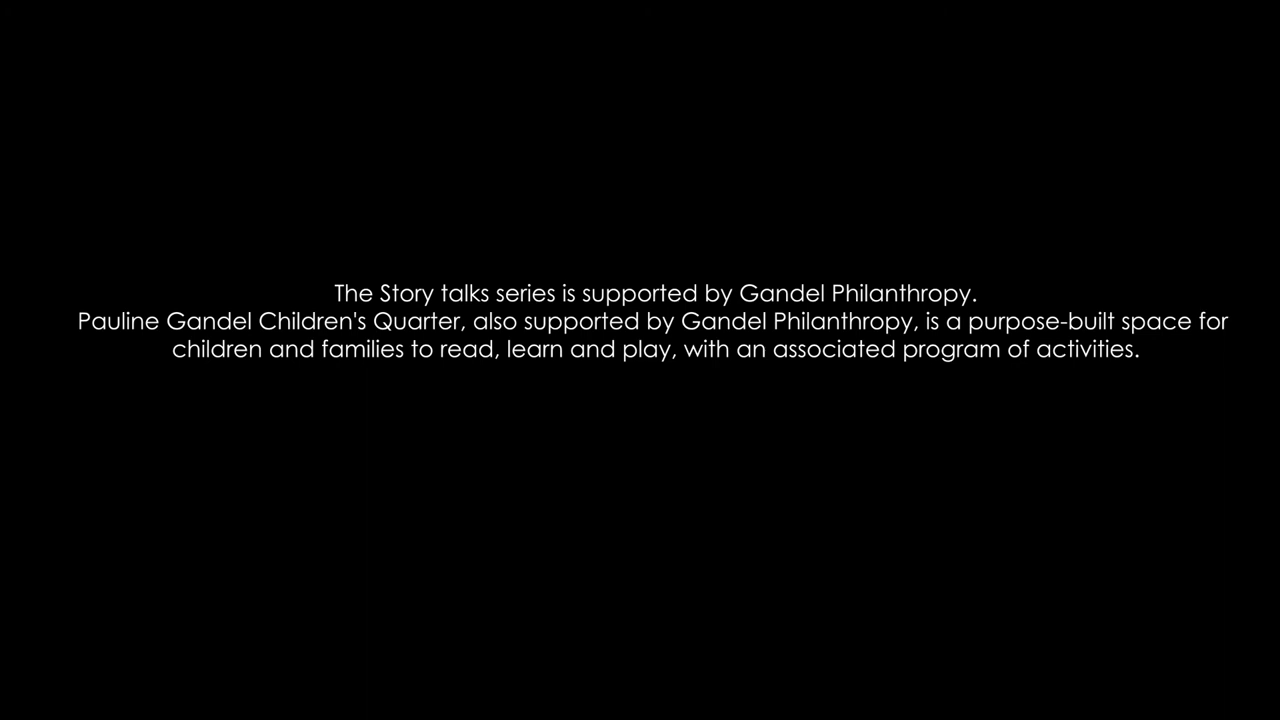 The Story talks series is supported by Gandel Philanthropy.
Pauline Gandel Children's Quarter, also supported by Gandel Philanthropy, is a purpose-built space for
children and families to read, learn and play, with an associated program of activities.